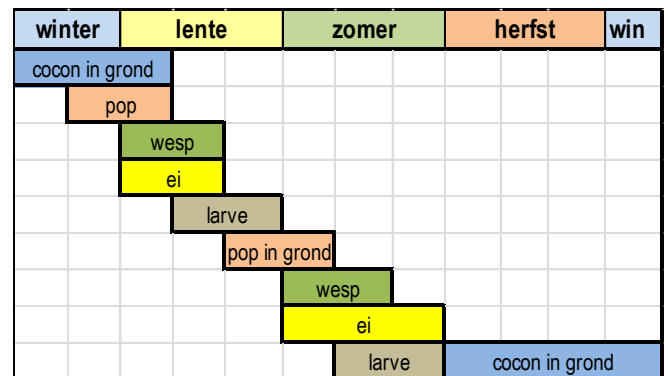 winter lente zomer herfst win
cocon in grond
pop
wesp
ei
larve
pop in grond
wesp
ei
larve cocon in grond